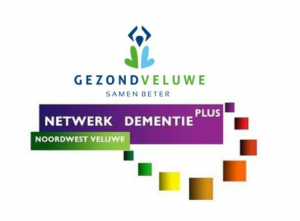 GEZONDVELUWE
SAMEN BETER
NETWERK DEMENTIE PLUS
NOORDWEST VELUWE